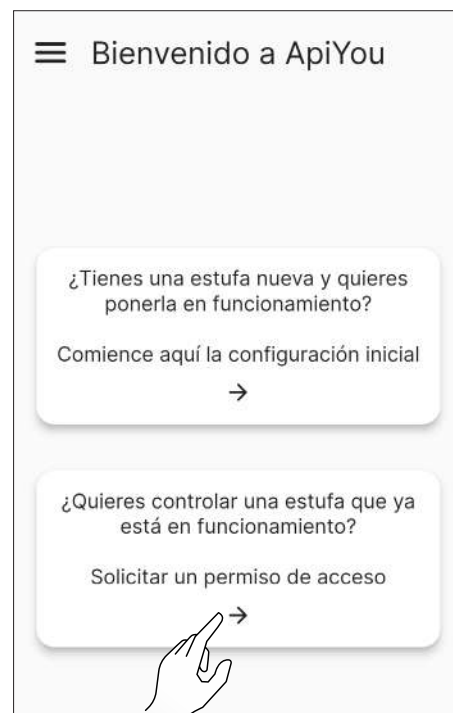 Bienvenido a ApiYou
¿Tienes una estufa nueva y quieres
ponerla en funcionamiento?
Comience aquí la configuración inicial
¿Quieres controlar una estufa que ya
está en funcionamiento?
Solicitar un permiso de acceso